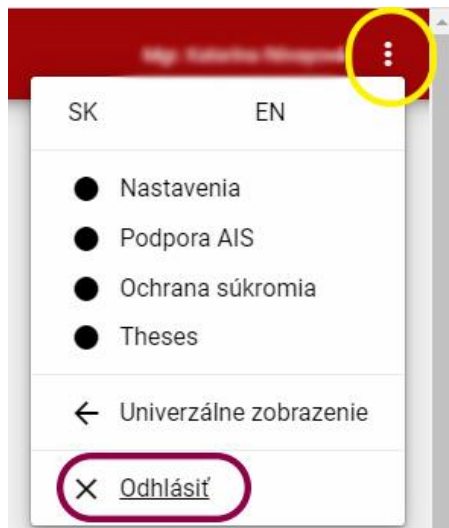 SK EN
Nastavenia
Podpora AIS
Ochrana súkromia
Theses
Univerzálne zobrazenie
Odhlásiť